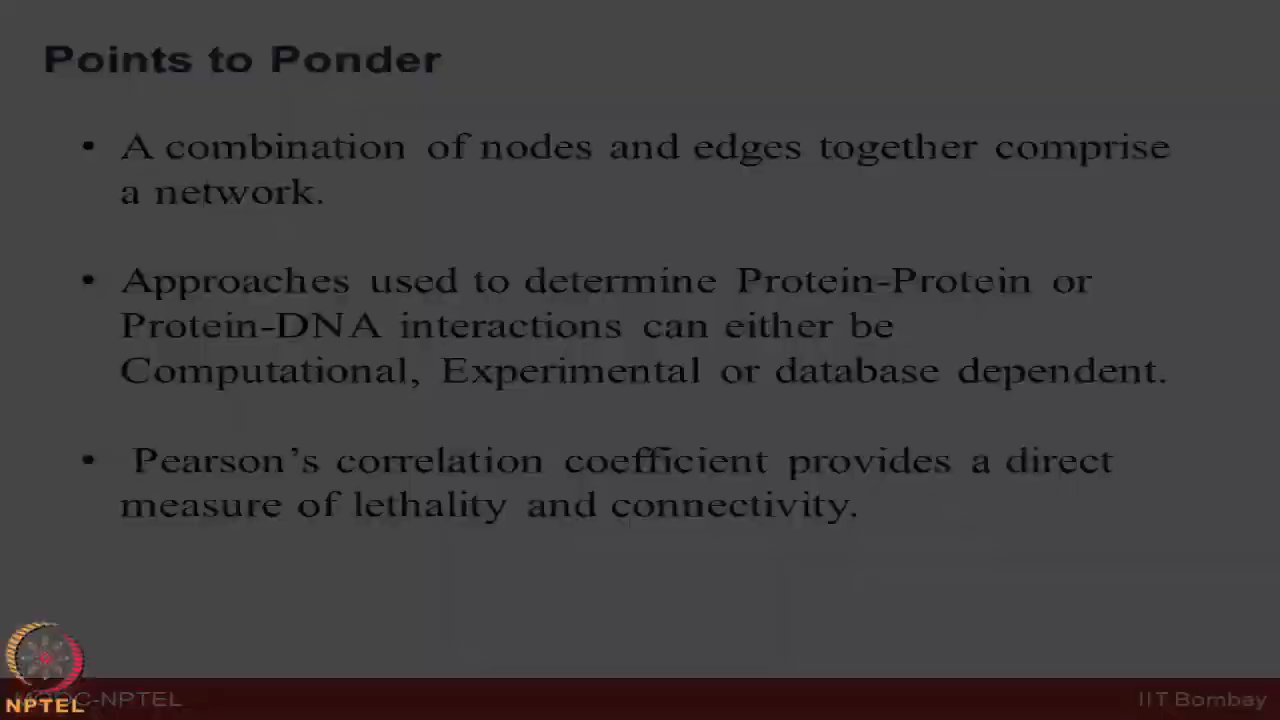 Points to Ponder
• A combination of nodes and edges together comprise
a network.
• Approaches used to determine Protein-Protein or
Protein-DNA interactions can either be
Computational, Experimental or database dependent.
• Pearson’s correlation coefficient provides a direct
measure of lethality and connectivity.
MOOC-NPTEL
NPTEL
IIT Bombay